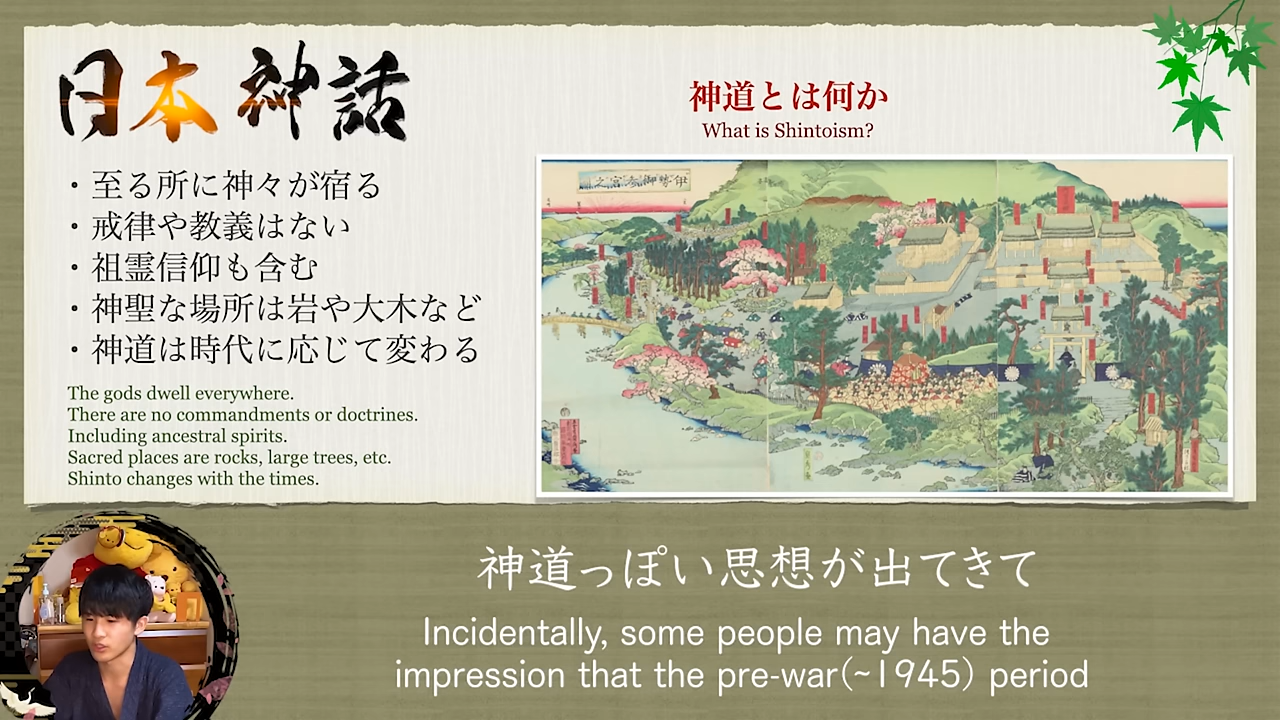 日本神話
・至る所に神々が宿る
・戒律や教義はない
・祖霊信仰も含む
・神聖な場所は岩や大木など
・神道は時代に応じて変わる
The gods dwell everywhere.
There are no commandments or doctrines.
Including ancestral spirits.
Sacred places are rocks, large trees, etc.
Shinto changes with the times.
神道とは何か
What is Shintoism?
神道っぽい思想が出てきて
Incidentally, some people may have the
impression that the pre-war(~1945) period